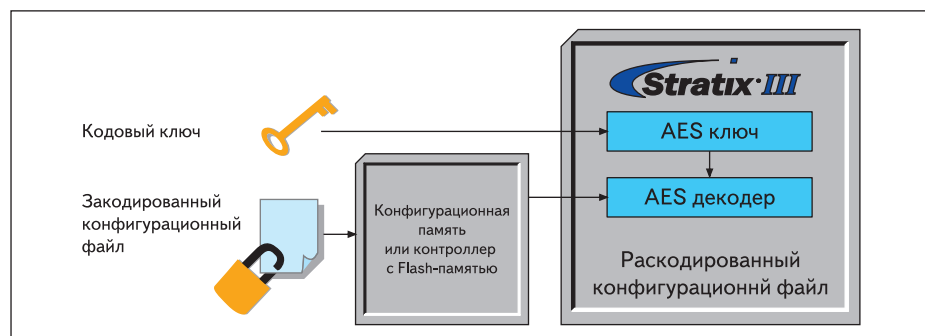 Stratix III
Кодовый ключ
AES ключ
Закодированный
конфигурационный
файл
Конфигурационная
память
или контроллер
с Flash-памятью
AES декодер
Раскодированный
конфигурационнй файл